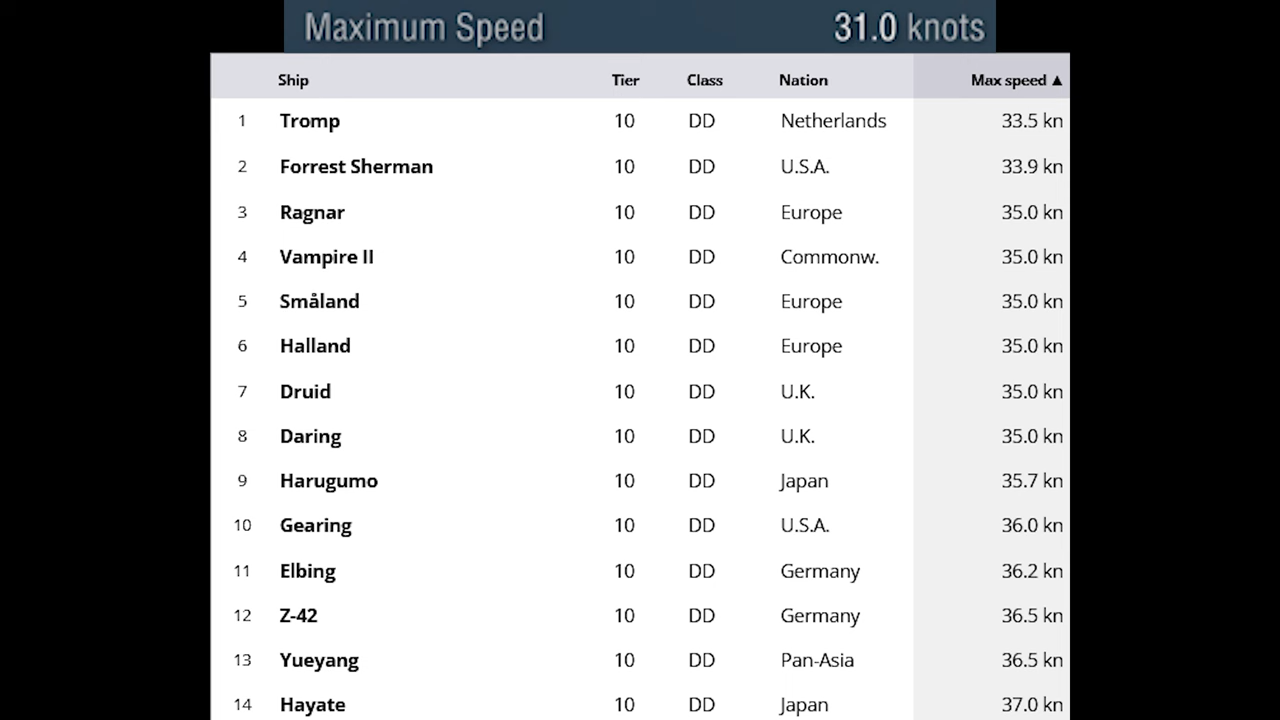 Maximum Speed 31.0 knots
Ship Tier Class Nation Max speed ▲
1 Tromp 10 DD Netherlands 33.5 kn
2 Forrest Sherman 10 DD U.S.A. 33.9 kn
3 Ragnar 10 DD Europe 35.0 kn
4 Vampire II 10 DD Commonw. 35.0 kn
5 Småland 10 DD Europe 35.0 kn
6 Halland 10 DD Europe 35.0 kn
7 Druid 10 DD U.K. 35.0 kn
8 Daring 10 DD U.K. 35.0 kn
9 Harugumo 10 DD Japan 35.7 kn
10 Gearing 10 DD U.S.A. 36.0 kn
11 Elbing 10 DD Germany 36.2 kn
12 Z-42 10 DD Germany 36.5 kn
13 Yueyang 10 DD Pan-Asia 36.5 kn
14 Hayate 10 DD Japan 37.0 kn